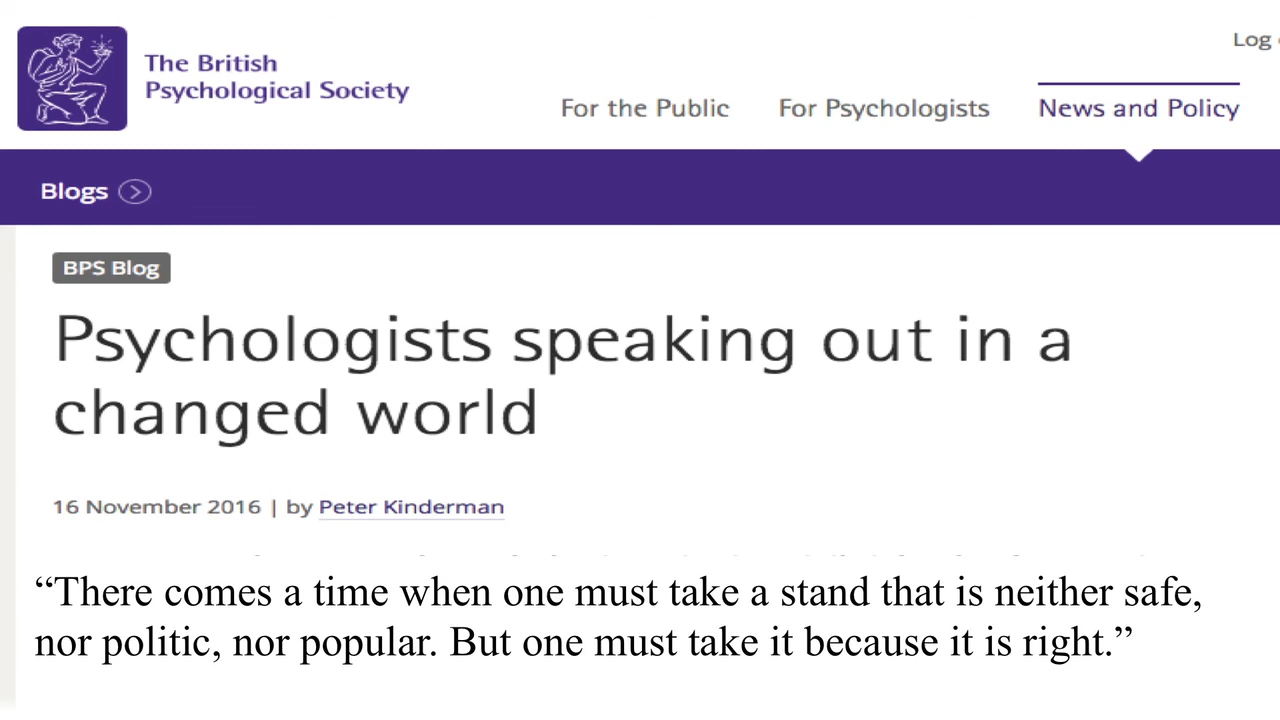 Log
The British
Psychological Society
For the Public
For Psychologists
News and Policy
Blogs
BPS Blog
Psychologists speaking out in a
changed world
16 November 2016 | by Peter Kinderman
“There comes a time when one must take a stand that is neither safe,
nor politic, nor popular. But one must take it because it is right.”